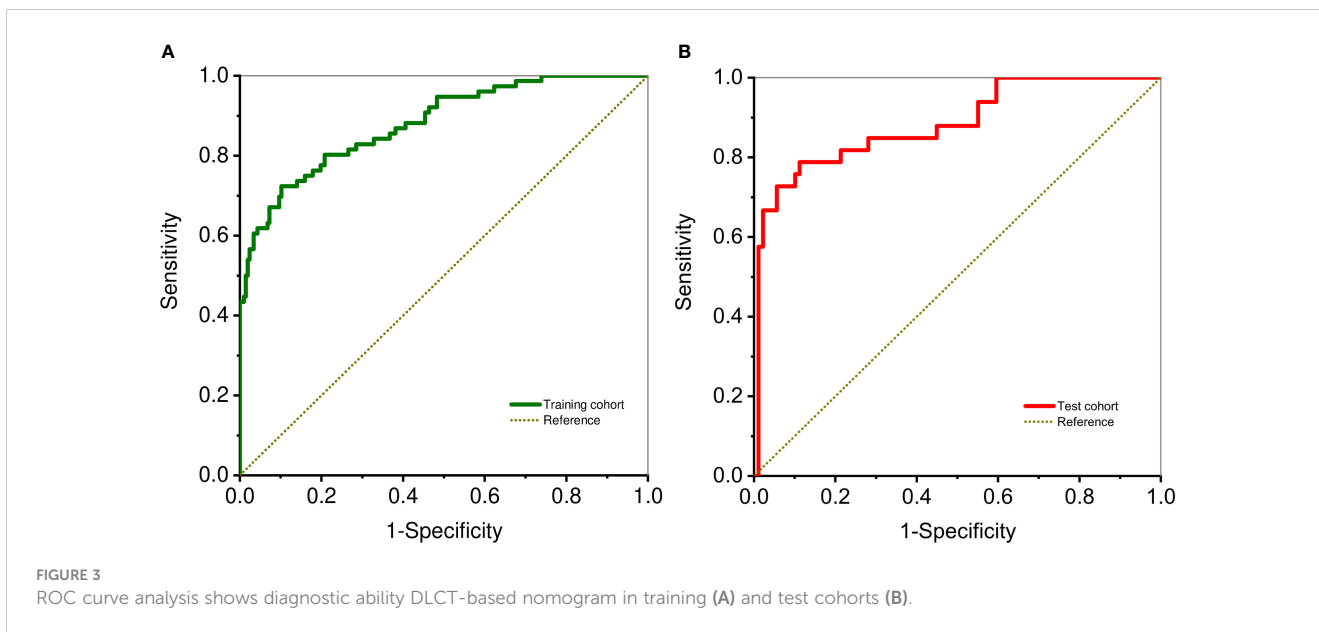 A
1.0
0.8
0.6
0.4
0.2
0.0
Sensitivity
Training cohort
Reference
0.0 0.2 0.4 0.6 0.8 1.0
1-Specificity
B
1.0
0.8
0.6
0.4
0.2
0.0
Sensitivity
Test cohort
Reference
0.0 0.2 0.4 0.6 0.8 1.0
1-Specificity
FIGURE 3
ROC curve analysis shows diagnostic ability DLCT-based nomogram in training (A) and test cohorts (B).